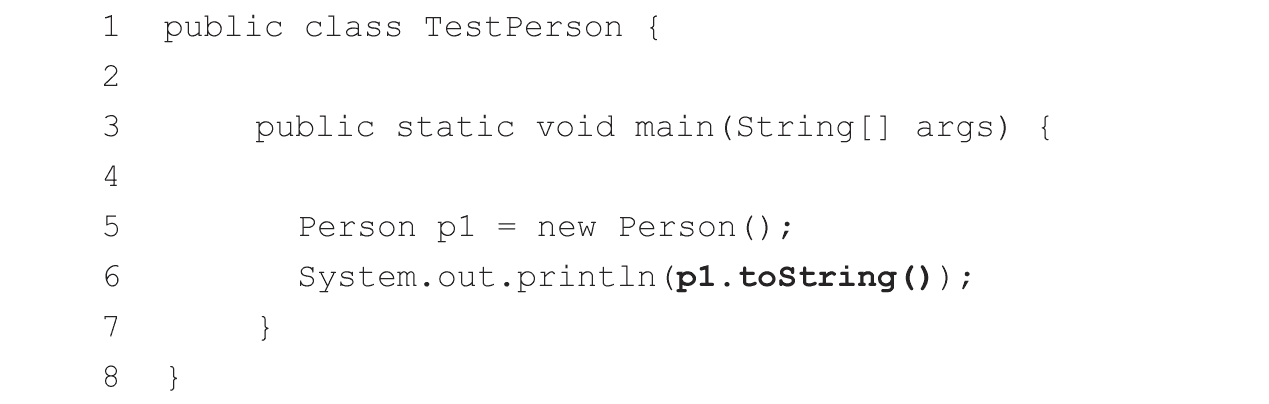 1 public class TestPerson {
2
3 public static void main(String[] args) {
4
5 Person p1 = new Person();
6 System.out.println(p1.toString());
7 }
8 }